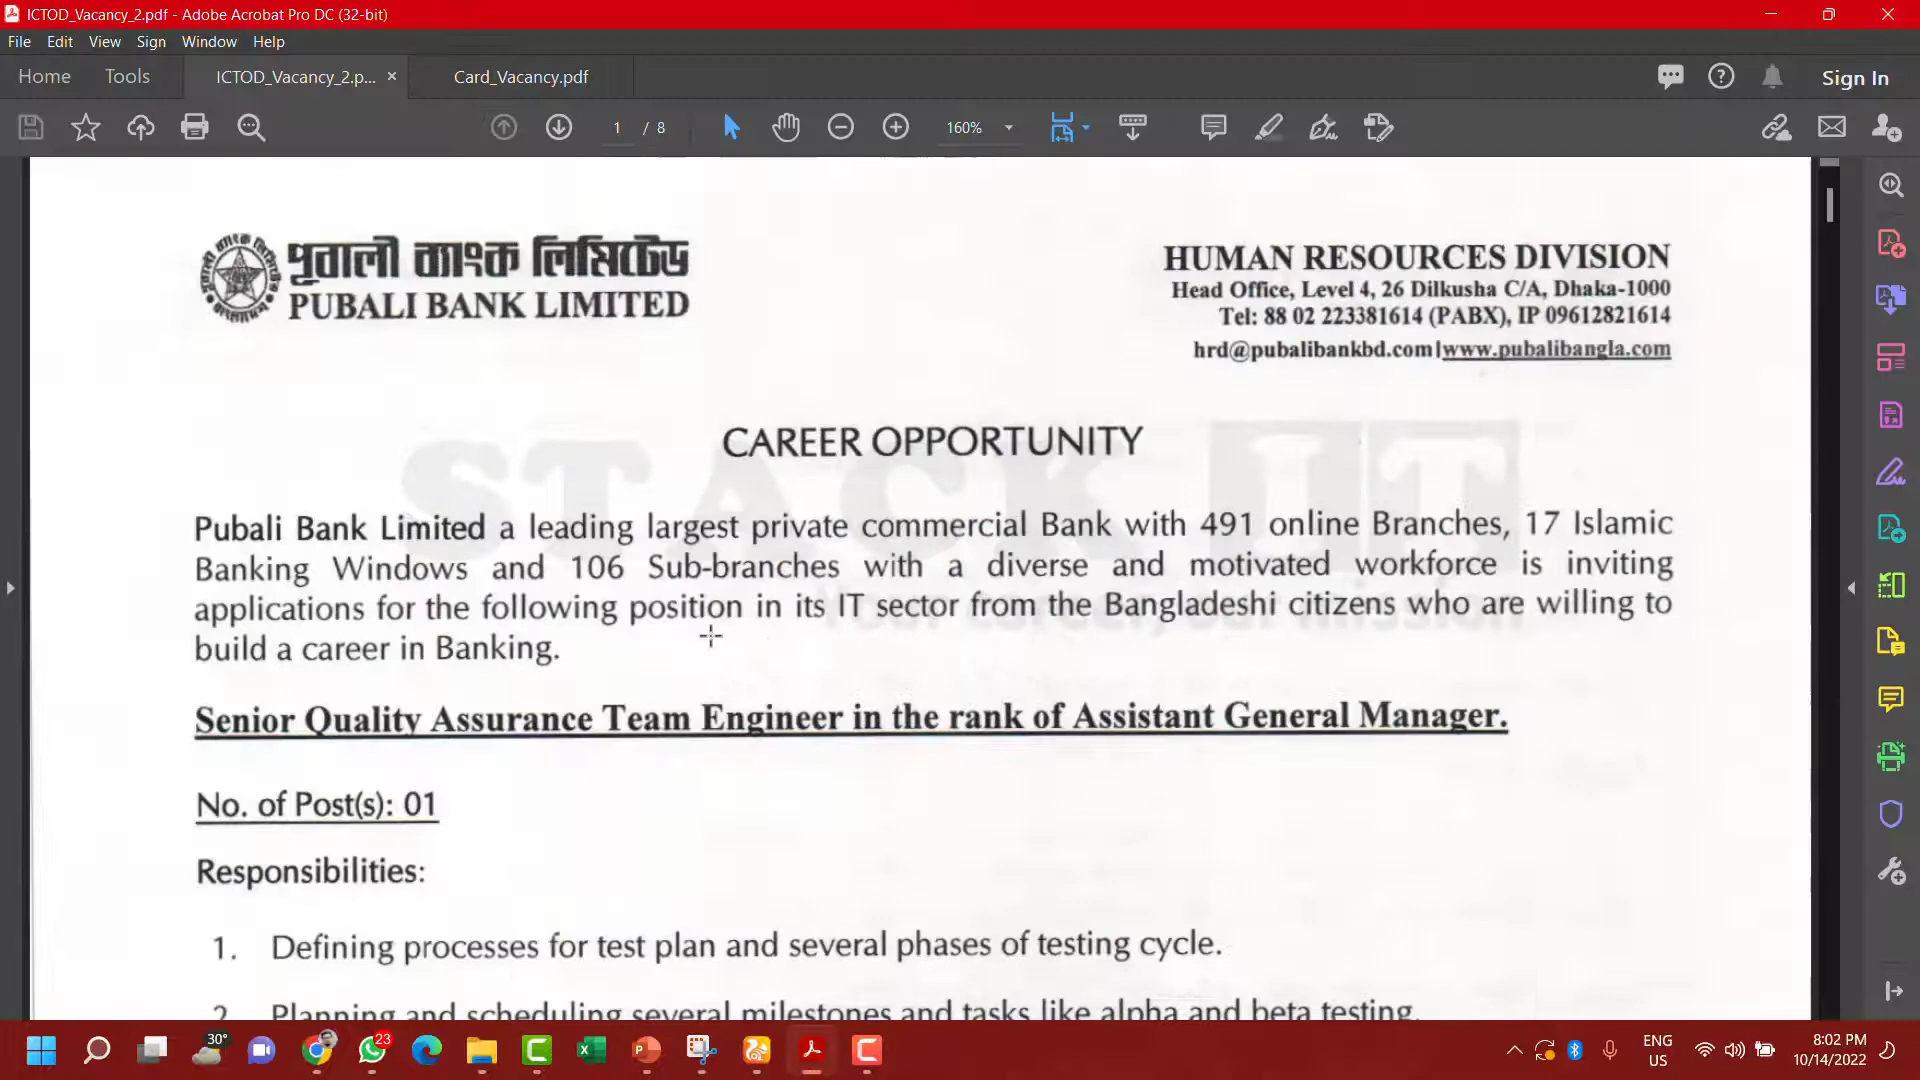 ICTOD_Vacancy_2.pdf - Adobe Acrobat Pro DC (32-bit)
File Edit View Sign Window Help
Home Tools ICTOD_Vacancy_2.p... × Card_Vacancy.pdf Sign In
1 / 8 160%
পূবালী ব্যাংক লিমিটেড
PUBALI BANK LIMITED
HUMAN RESOURCES DIVISION
Head Office, Level 4, 26 Dilkusha C/A, Dhaka-1000
Tel: 88 02 223381614 (PABX), IP 09612821614
hrd@pubalibankbd.com|www.pubalibangla.com
STACK IT
CAREER OPPORTUNITY
Pubali Bank Limited a leading largest private commercial Bank with 491 online Branches, 17 Islamic
Banking Windows and 106 Sub-branches with a diverse and motivated workforce is inviting
applications for the following position in its IT sector from the Bangladeshi citizens who are willing to
Your career, our mission
build a career in Banking.
Senior Quality Assurance Team Engineer in the rank of Assistant General Manager.
No. of Post(s): 01
Responsibilities:
1. Defining processes for test plan and several phases of testing cycle.
2. Planning and scheduling several milestones and tasks like alpha and beta testing.
30° 23 ENG 8:02 PM
US 10/14/2022